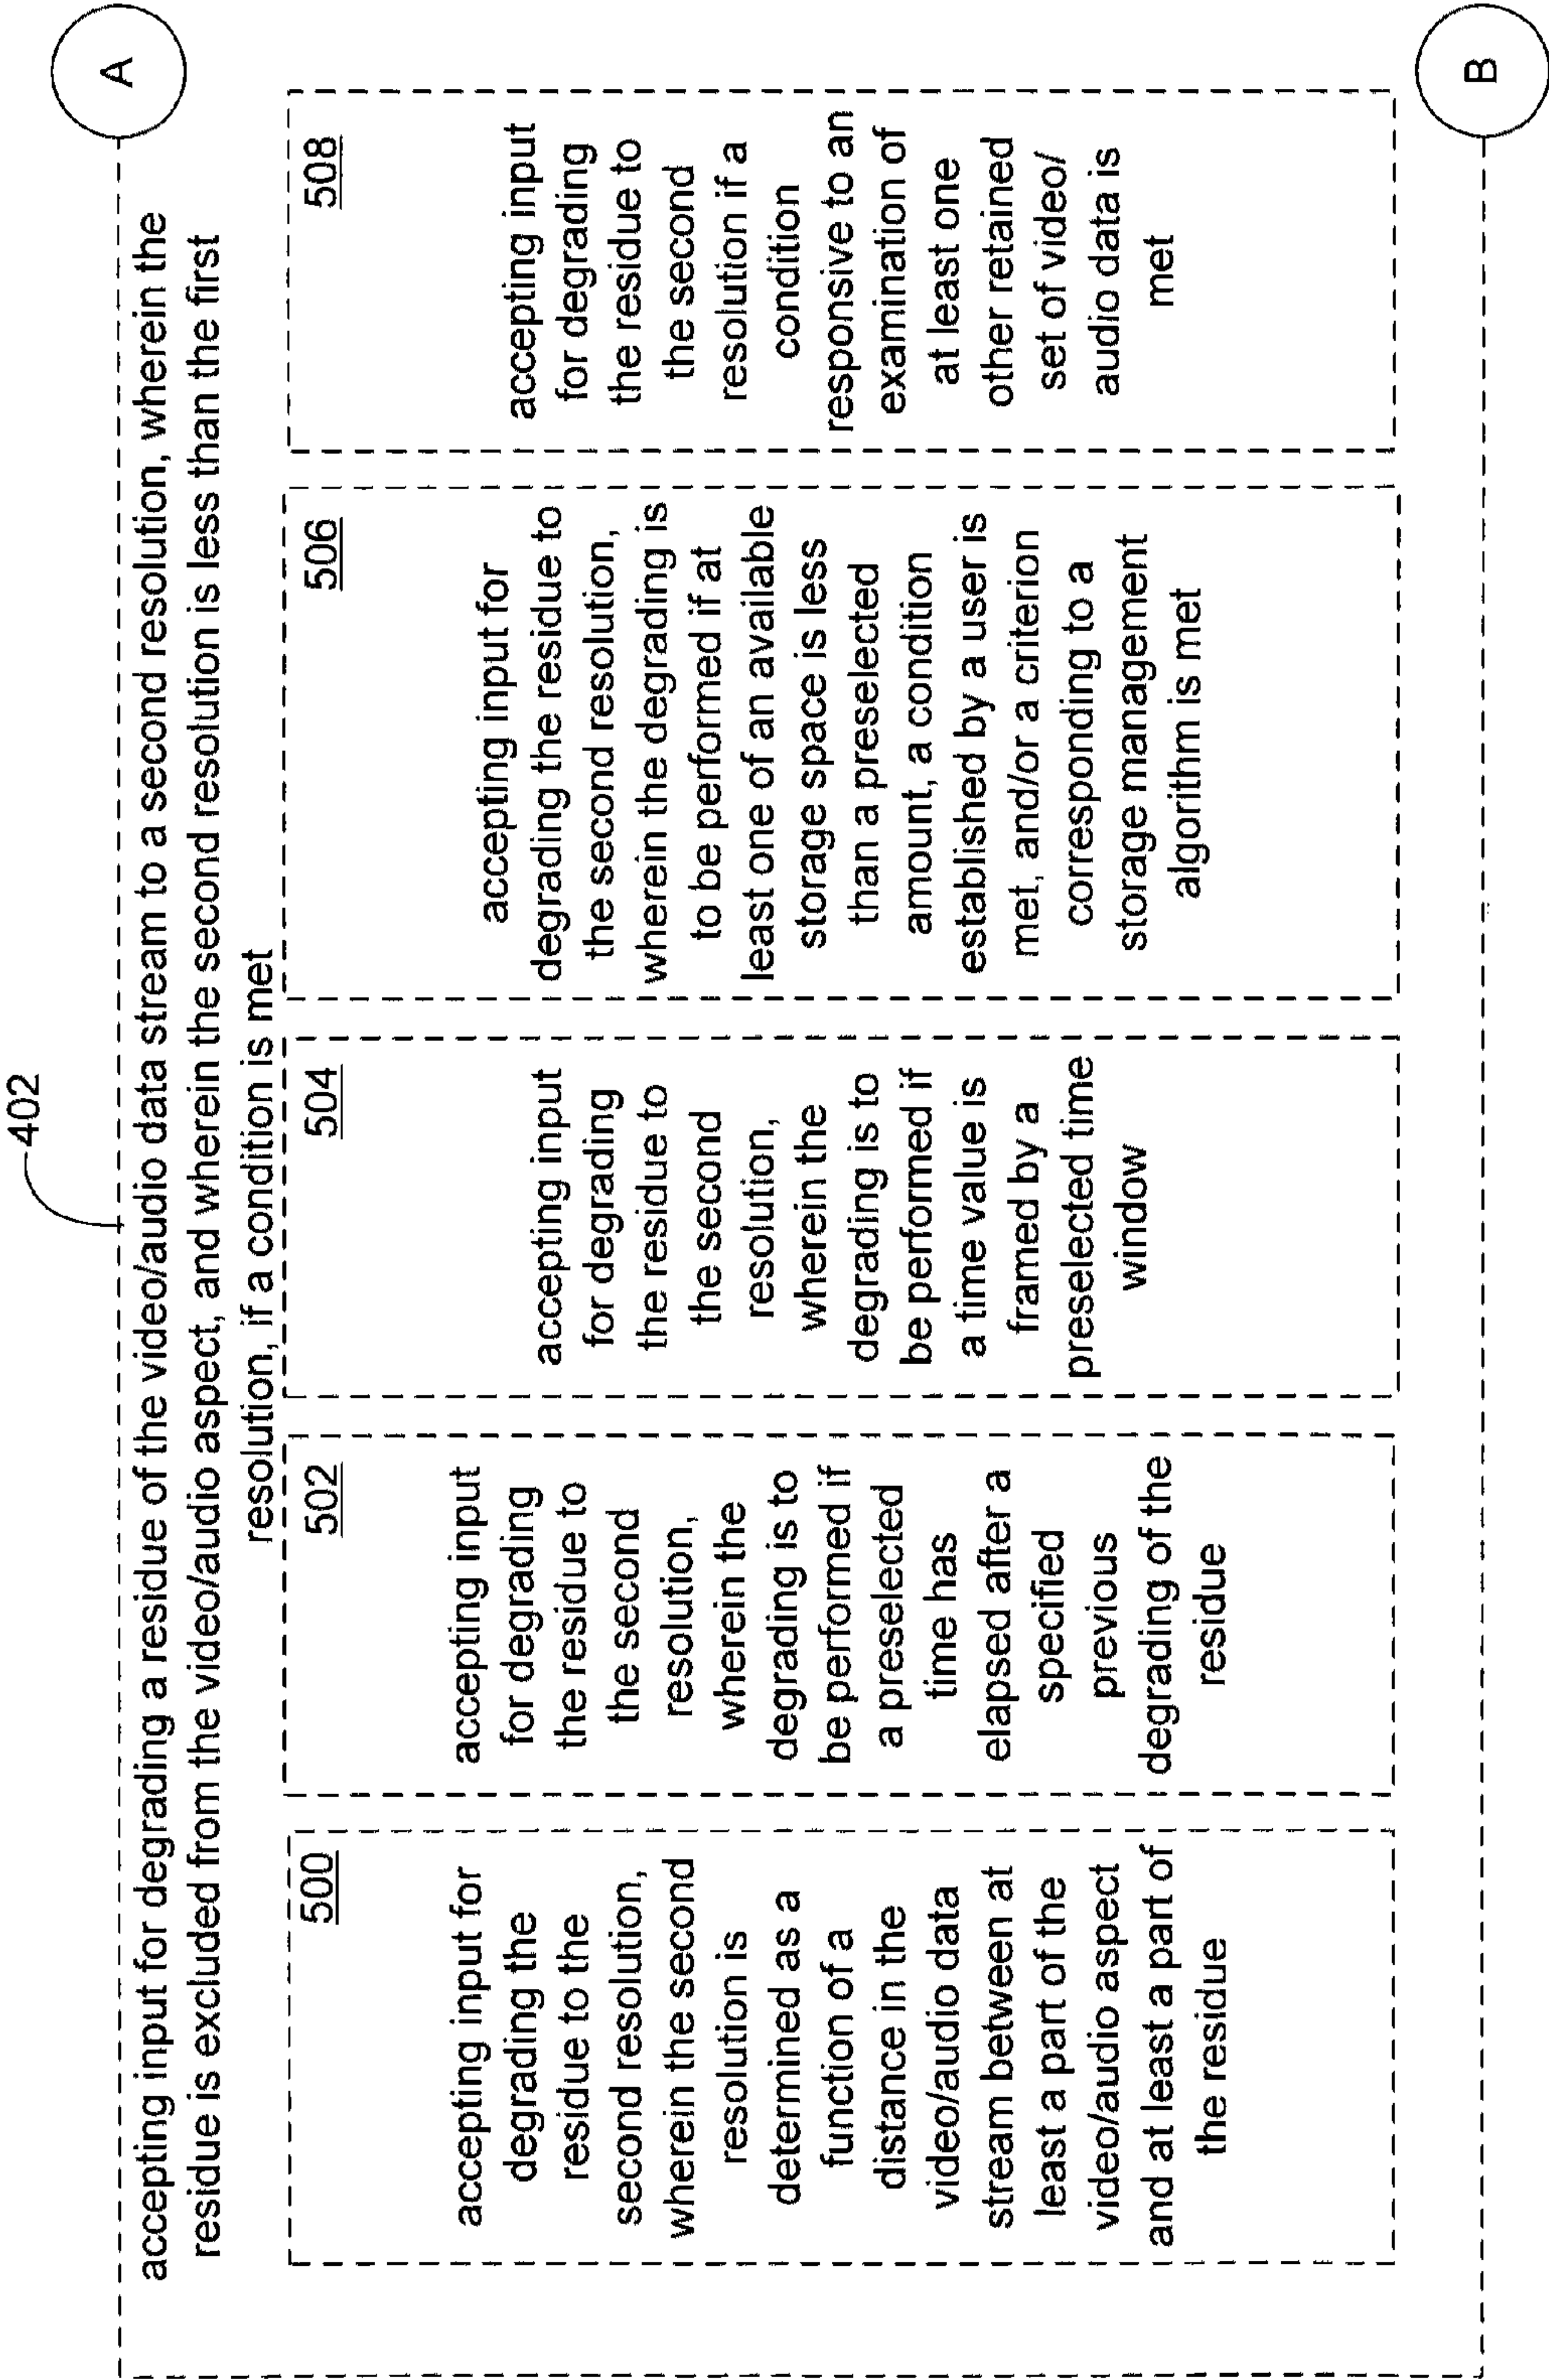 402
accepting input for degrading a residue of the video/audio data stream to a second resolution, wherein the
residue is excluded from the video/audio aspect, and wherein the second resolution is less than the first
resolution, if a condition is met
500
accepting input for
degrading the
residue to the
second resolution,
wherein the second
resolution is
determined as a
function of a
distance in the
video/audio data
stream between at
least a part of the
video/audio aspect
and at least a part of
the residue
502
accepting input
for degrading
the residue to
the second
resolution,
wherein the
degrading is to
be performed if
a preselected
time has
elapsed after a
specified
previous
degrading of the
residue
504
accepting input
for degrading
the residue to
the second
resolution,
wherein the
degrading is to
be performed if
a time value is
framed by a
preselected time
window
506
accepting input for
degrading the residue to
the second resolution,
wherein the degrading is
to be performed if at
least one of an available
storage space is less
than a preselected
amount, a condition
established by a user is
met, and/or a criterion
corresponding to a
storage management
algorithm is met
508
accepting input
for degrading
the residue to
the second
resolution if a
condition
responsive to an
examination of
at least one
other retained
set of video/
audio data is
met
A
B